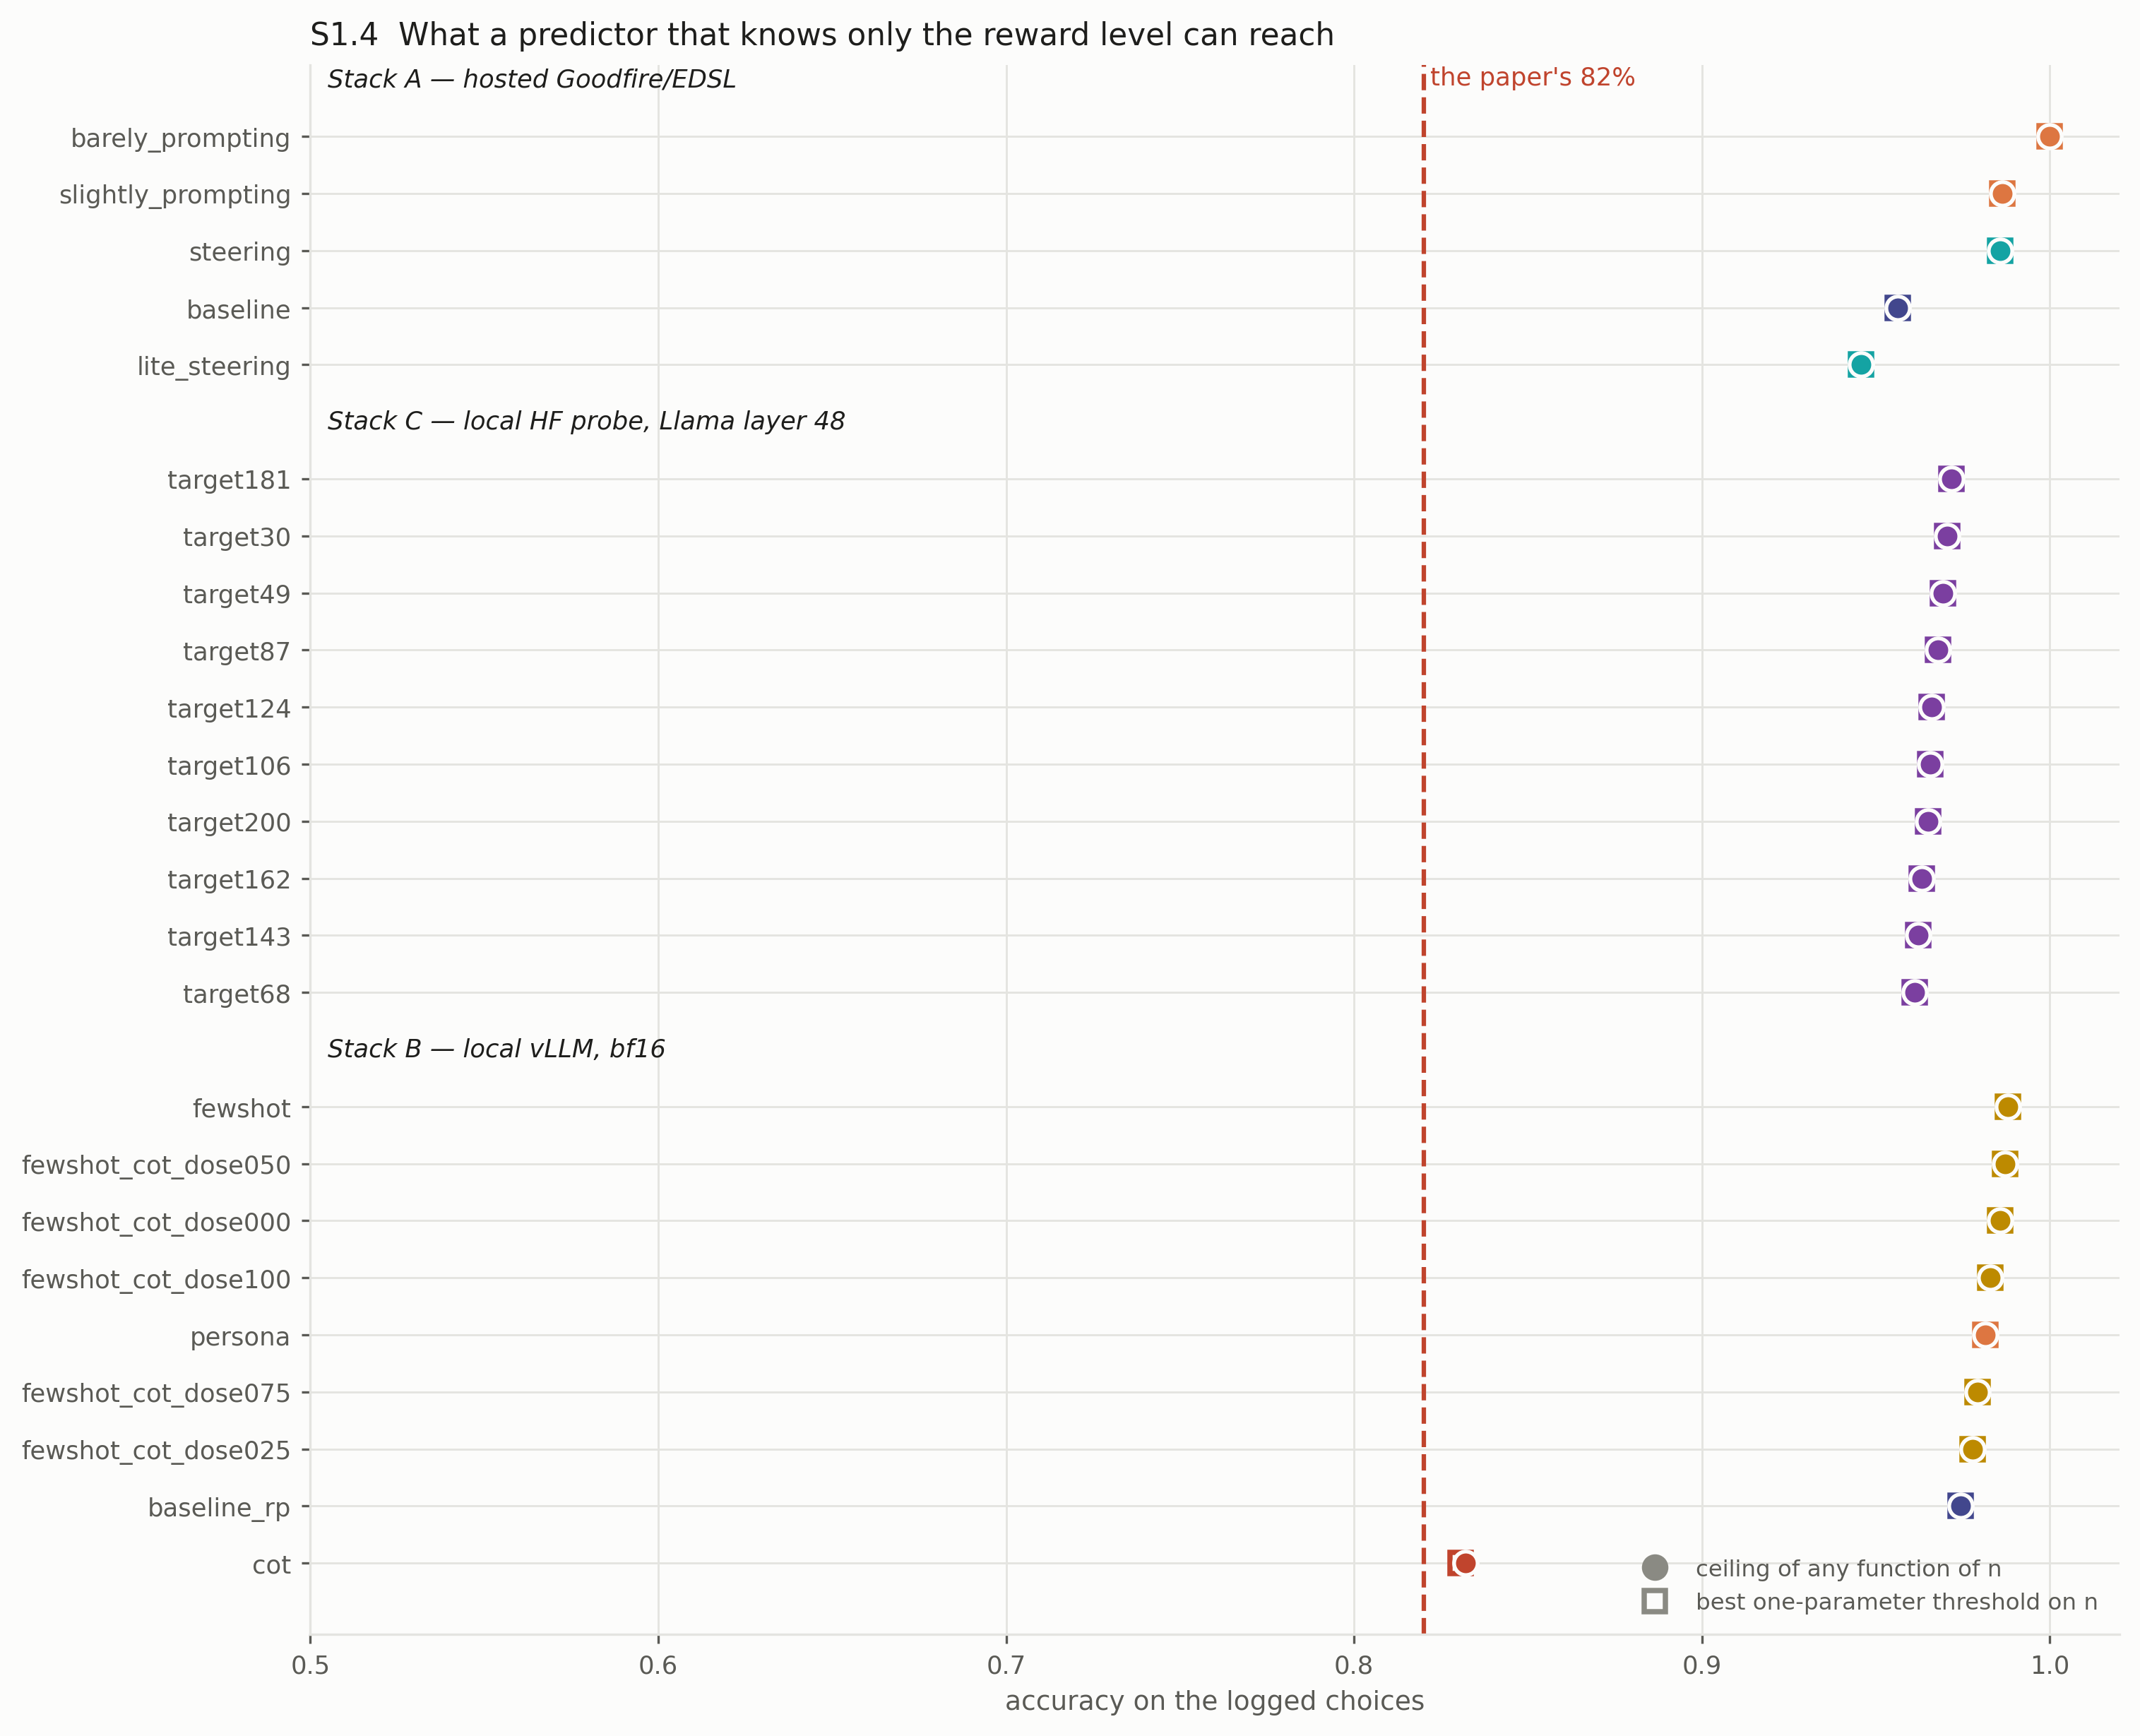 S1.4 What a predictor that knows only the reward level can reach
Stack A — hosted Goodfire/EDSL
the paper's 82%
barely_prompting
slightly_prompting
steering
baseline
lite_steering
Stack C — local HF probe, Llama layer 48
target181
target30
target49
target87
target124
target106
target200
target162
target143
target68
Stack B — local vLLM, bf16
fewshot
fewshot_cot_dose050
fewshot_cot_dose000
fewshot_cot_dose100
persona
fewshot_cot_dose075
fewshot_cot_dose025
baseline_rp
cot
ceiling of any function of n
best one-parameter threshold on n
0.5 0.6 0.7 0.8 0.9 1.0
accuracy on the logged choices